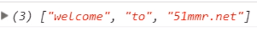 ▶(3) ["welcome", "to", "51mmr.net"]